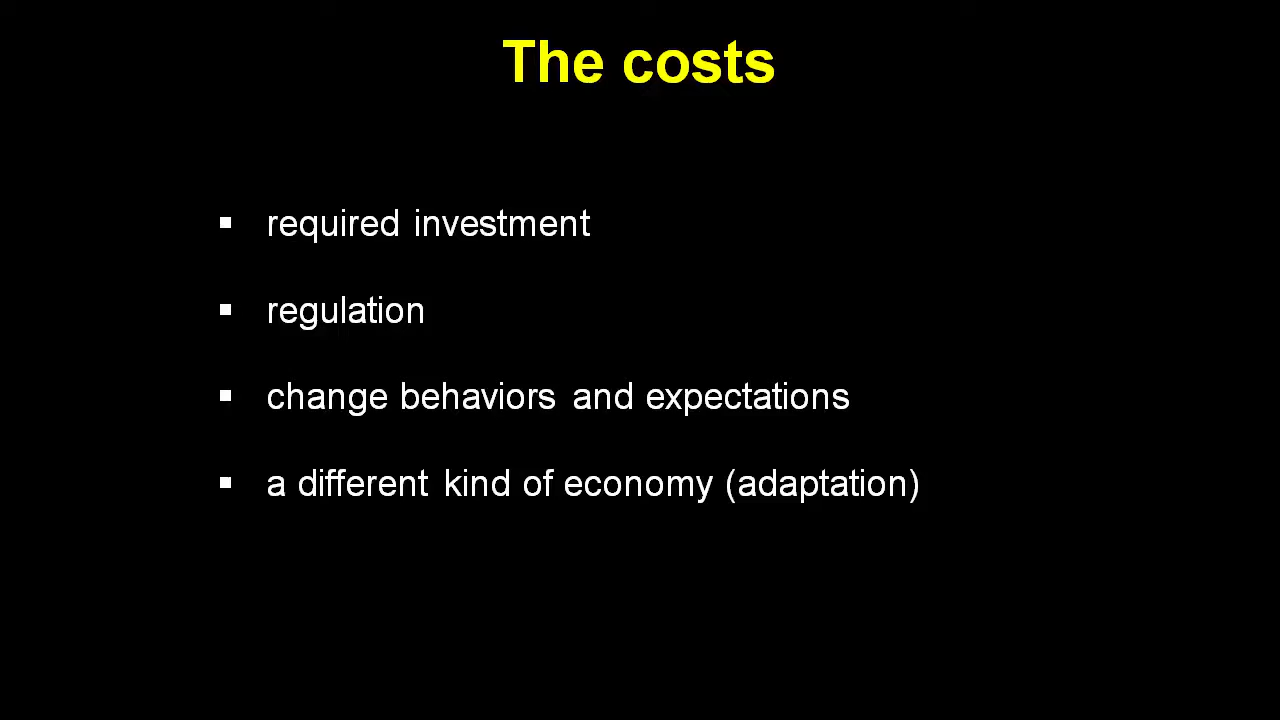 The costs
▪ required investment
▪ regulation
▪ change behaviors and expectations
▪ a different kind of economy (adaptation)